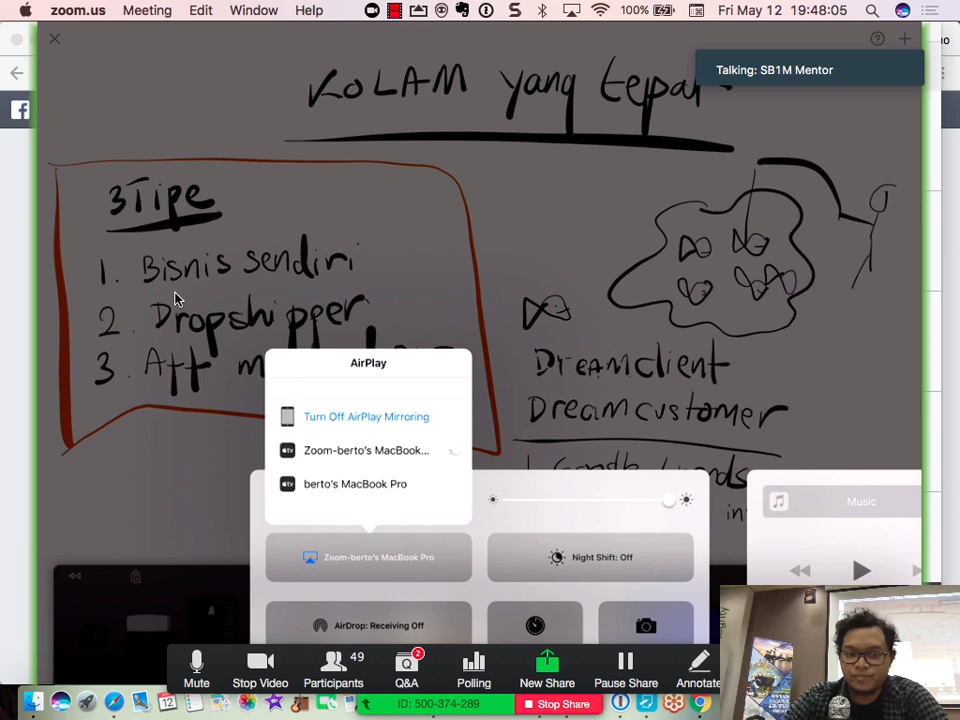 zoom.us Meeting Edit Window Help 100% Fri May 12 19:48:05
Talking: SB1M Mentor
KOLAM yang tepat
3 Tipe
1. Bisnis sendiri
2. Dropshipper
3. Aff
Dreamclient
Dreamcustomer
AirPlay
Turn Off AirPlay Mirroring
Zoom-berto's MacBook...
berto's MacBook Pro
Music
Zoom-berto's MacBook Pro
Night Shift: Off
AirDrop: Receiving Off
49
2
Mute Stop Video Participants Q&A Polling New Share Pause Share Annotate
ID: 500-374-289 Stop Share